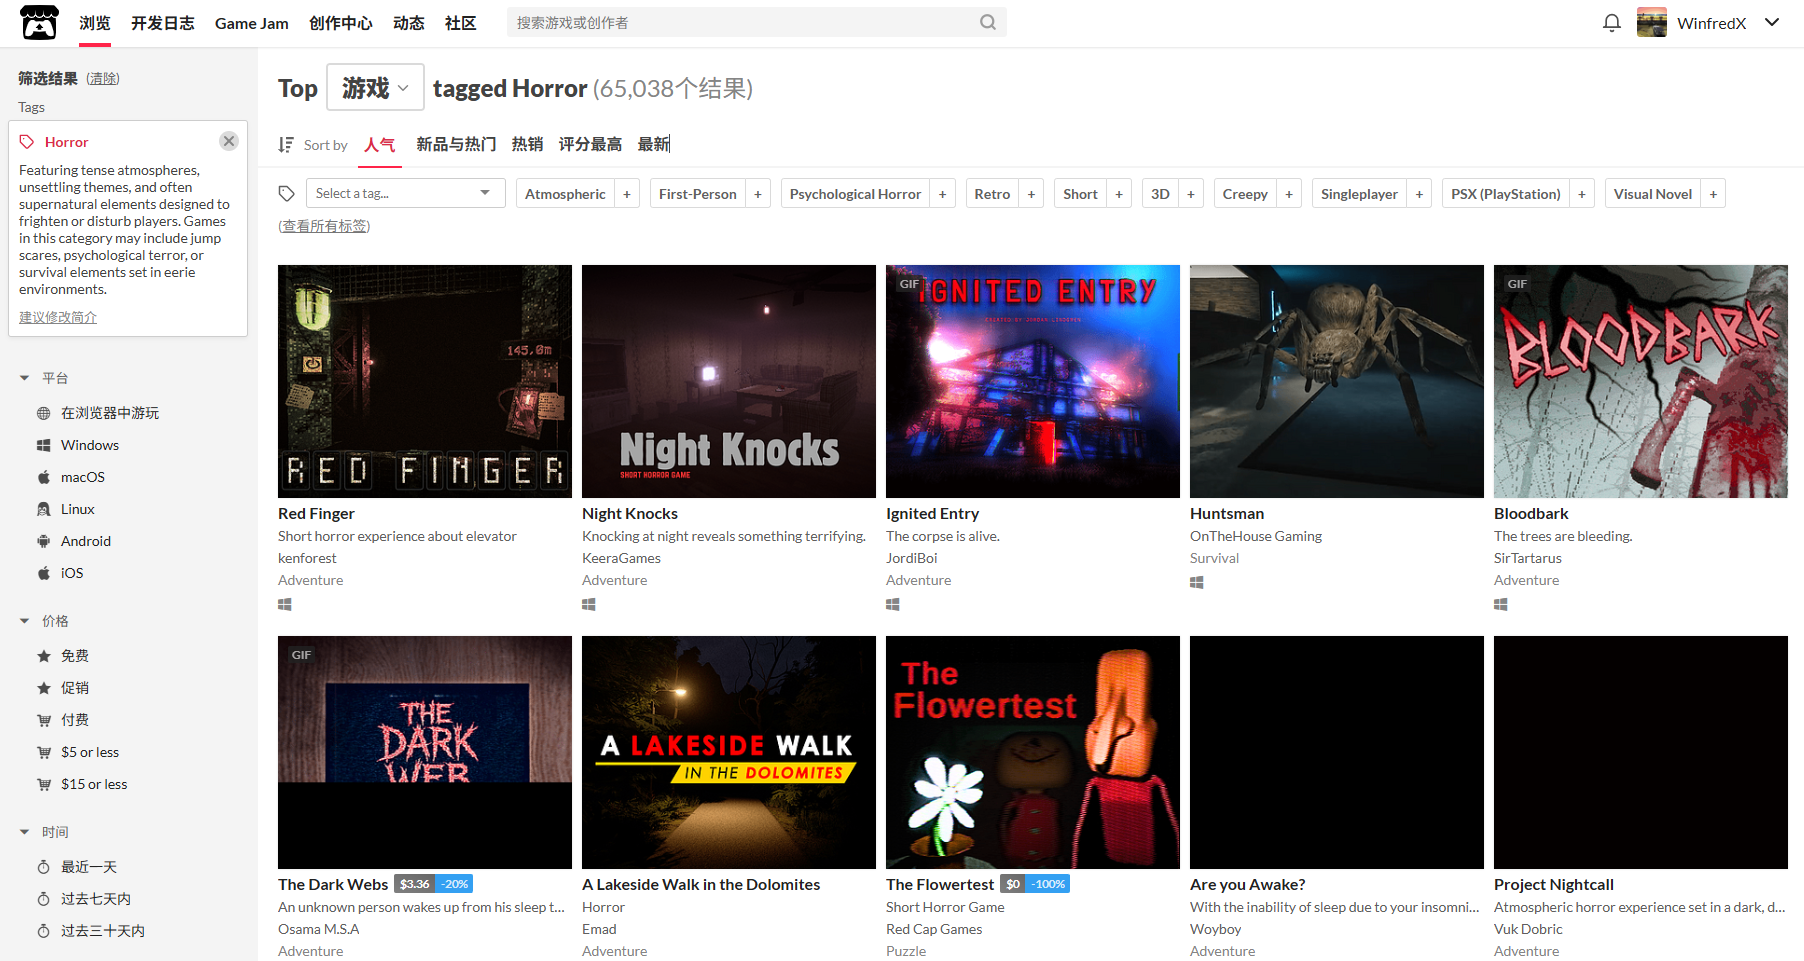 浏览 开发日志 Game Jam 创作中心 动态 社区 搜索游戏或创作者 WinfredX
筛选结果 (清除)
Tags
Horror
Featuring tense atmospheres,
unsettling themes, and often
supernatural elements designed to
frighten or disturb players. Games
in this category may include jump
scares, psychological terror, or
survival elements set in eerie
environments.
建议修改简介
平台
在浏览器中游玩
Windows
macOS
Linux
Android
iOS
价格
免费
促销
付费
$5 or less
$15 or less
时间
最近一天
过去七天内
过去三十天内
Top 游戏 tagged Horror (65,038个结果)
Sort by 人气 新品与热门 热销 评分最高 最新
Select a tag... Atmospheric + First-Person + Psychological Horror + Retro + Short + 3D + Creepy + Singleplayer + PSX (PlayStation) + Visual Novel +
(查看所有标签)
145.0m
RED FINGER
Red Finger
Short horror experience about elevator
kenforest
Adventure
Night Knocks
SHORT HORROR GAME
Night Knocks
Knocking at night reveals something terrifying.
KeeraGames
Adventure
GIF
IGNITED ENTRY
Ignited Entry
The corpse is alive.
JordiBoi
Adventure
Huntsman
OnTheHouse Gaming
Survival
GIF
BLOODBARK
Bloodbark
The trees are bleeding.
SirTartarus
Adventure
GIF
THE
DARK
WEB
The Dark Webs $3.36 -20%
An unknown person wakes up from his sleep t...
Osama M.S.A
Adventure
A LAKESIDE WALK
IN THE DOLOMITES
A Lakeside Walk in the Dolomites
Horror
Emad
Adventure
The
Flowertest
The Flowertest $0 -100%
Short Horror Game
Red Cap Games
Puzzle
Are you Awake?
With the inability of sleep due to your insomni...
Woyboy
Adventure
Project Nightcall
Atmospheric horror experience set in a dark, d...
Vuk Dobric
Adventure